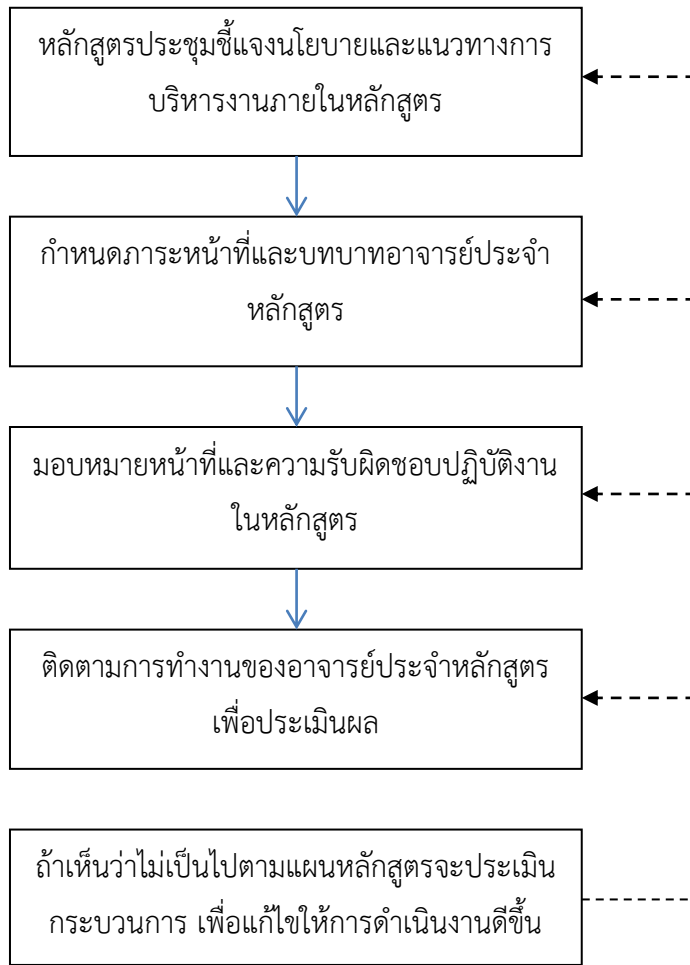 หลักสูตรประชุมชี้แจงนโยบายและแนวทางการ
บริหารงานภายในหลักสูตร
กำหนดภาระหน้าที่และบทบาทอาจารย์ประจำ
หลักสูตร
มอบหมายหน้าที่และความรับผิดชอบปฏิบัติงาน
ในหลักสูตร
ติดตามการทำงานของอาจารย์ประจำหลักสูตร
เพื่อประเมินผล
ถ้าเห็นว่าไม่เป็นไปตามแผนหลักสูตรจะประเมิน
กระบวนการ เพื่อแก้ไขให้การดำเนินงานดีขึ้น